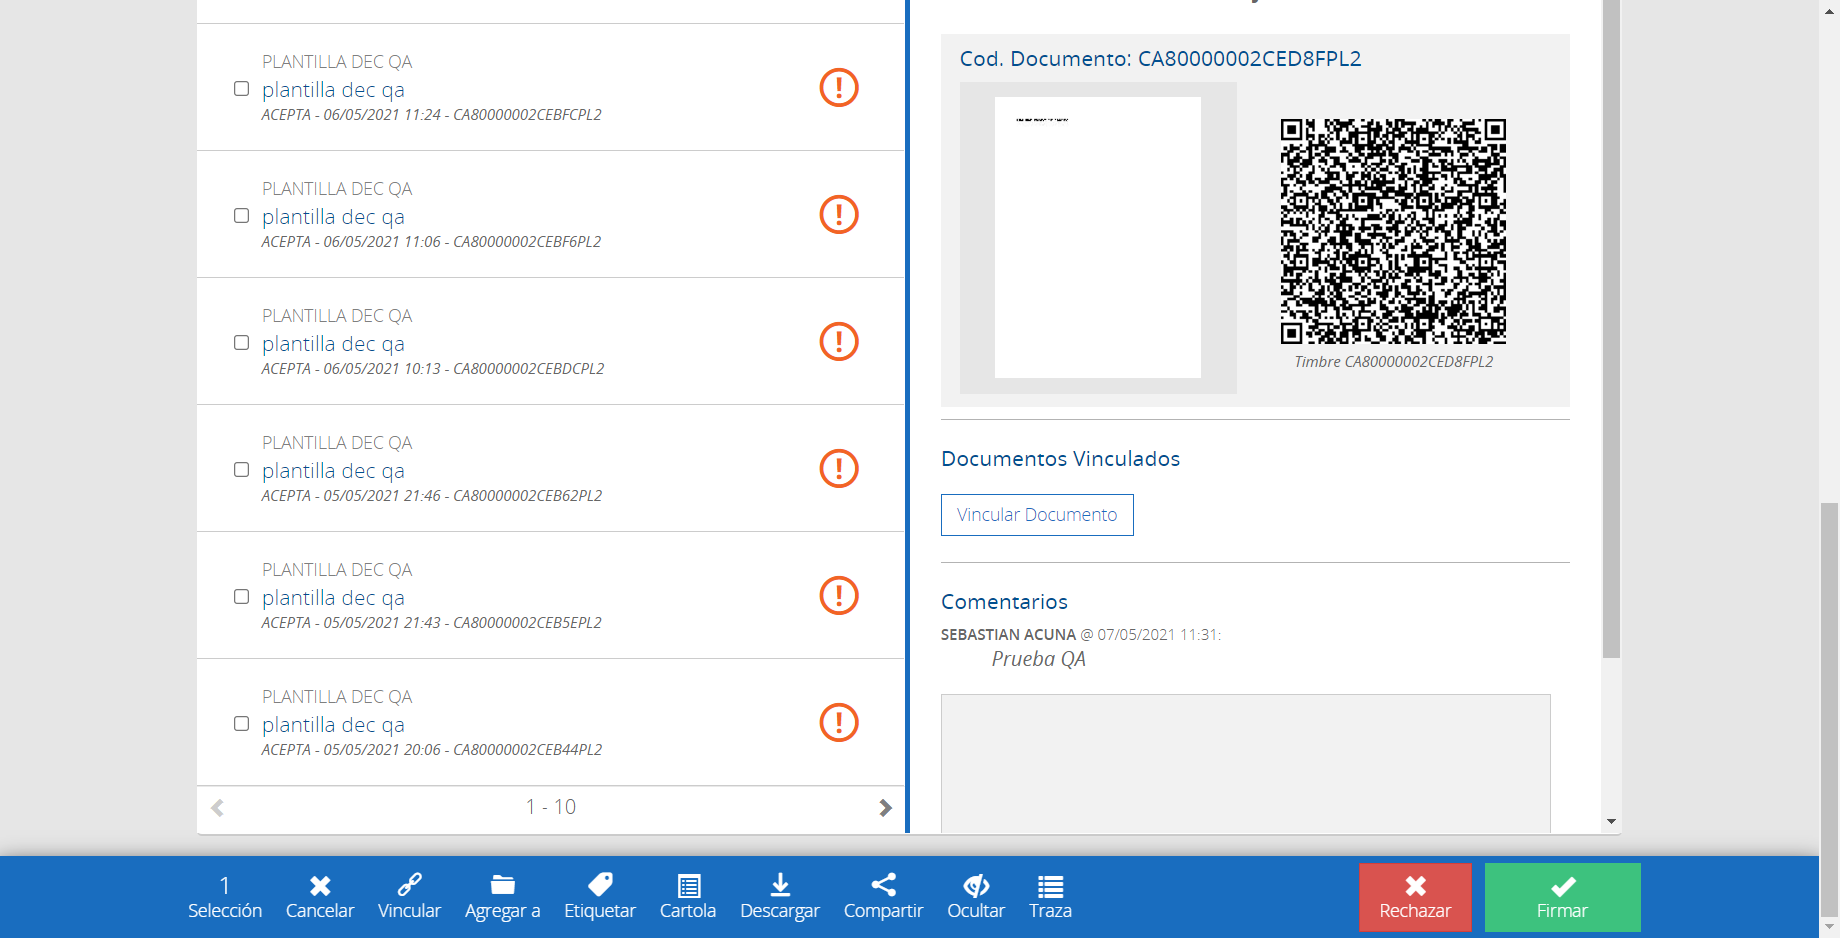 PLANTILLA DEC QA
plantilla dec qa
ACEPTA - 06/05/2021 11:24 - CA80000002CEBFCPL2
PLANTILLA DEC QA
plantilla dec qa
ACEPTA - 06/05/2021 11:06 - CA80000002CEBF6PL2
PLANTILLA DEC QA
plantilla dec qa
ACEPTA - 06/05/2021 10:13 - CA80000002CEBDCPL2
PLANTILLA DEC QA
plantilla dec qa
ACEPTA - 05/05/2021 21:46 - CA80000002CEB62PL2
PLANTILLA DEC QA
plantilla dec qa
ACEPTA - 05/05/2021 21:43 - CA80000002CEB5EPL2
PLANTILLA DEC QA
plantilla dec qa
ACEPTA - 05/05/2021 20:06 - CA80000002CEB44PL2
1 - 10
Cod. Documento: CA80000002CED8FPL2
Timbre CA80000002CED8FPL2
Documentos Vinculados
Vincular Documento
Comentarios
SEBASTIAN ACUNA @ 07/05/2021 11:31:
Prueba QA
1
Selección
Cancelar
Vincular
Agregar a
Etiquetar
Cartola
Descargar
Compartir
Ocultar
Traza
Rechazar
Firmar